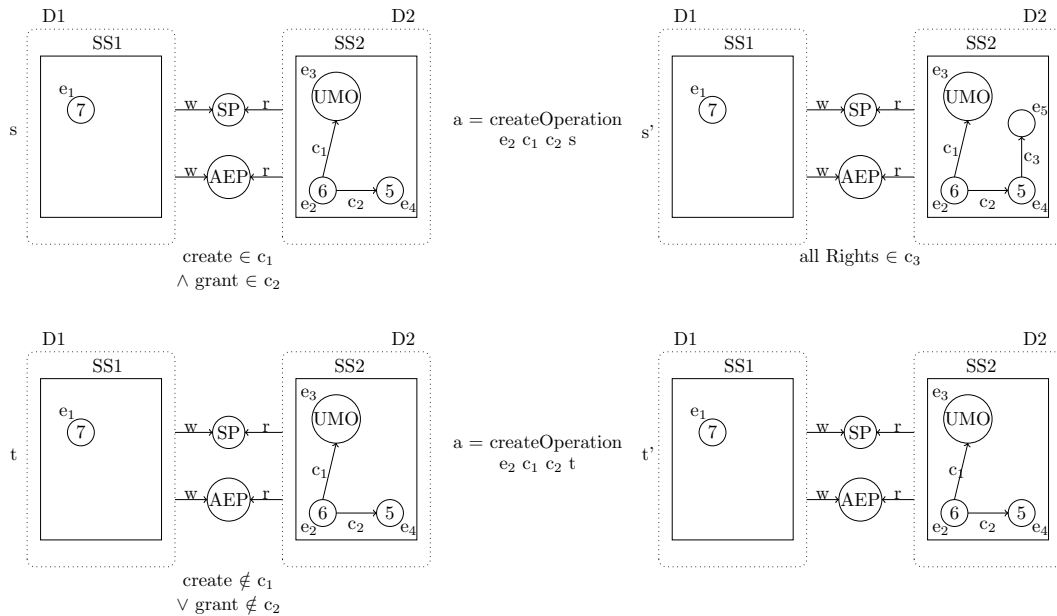 D1 D2 D1 D2
SS1 SS2 SS1 SS2
e1 7 w SP r e3 UMO e1 7 w SP r e3 UMO e5
s a = createOperation s'
e2 c1 c2 s
c1 c1 c3
w AEP r 6 5 w AEP r 6 5
e2 c2 e4 e2 c2 e4
create ∈ c1 all Rights ∈ c3
∧ grant ∈ c2
D1 D2 D1 D2
SS1 SS2 SS1 SS2
e1 7 w SP r e3 UMO e1 7 w SP r e3 UMO
t a = createOperation t'
e2 c1 c2 t
c1 c1
w AEP r 6 5 w AEP r 6 5
e2 c2 e4 e2 c2 e4
create ∉ c1
∨ grant ∉ c2